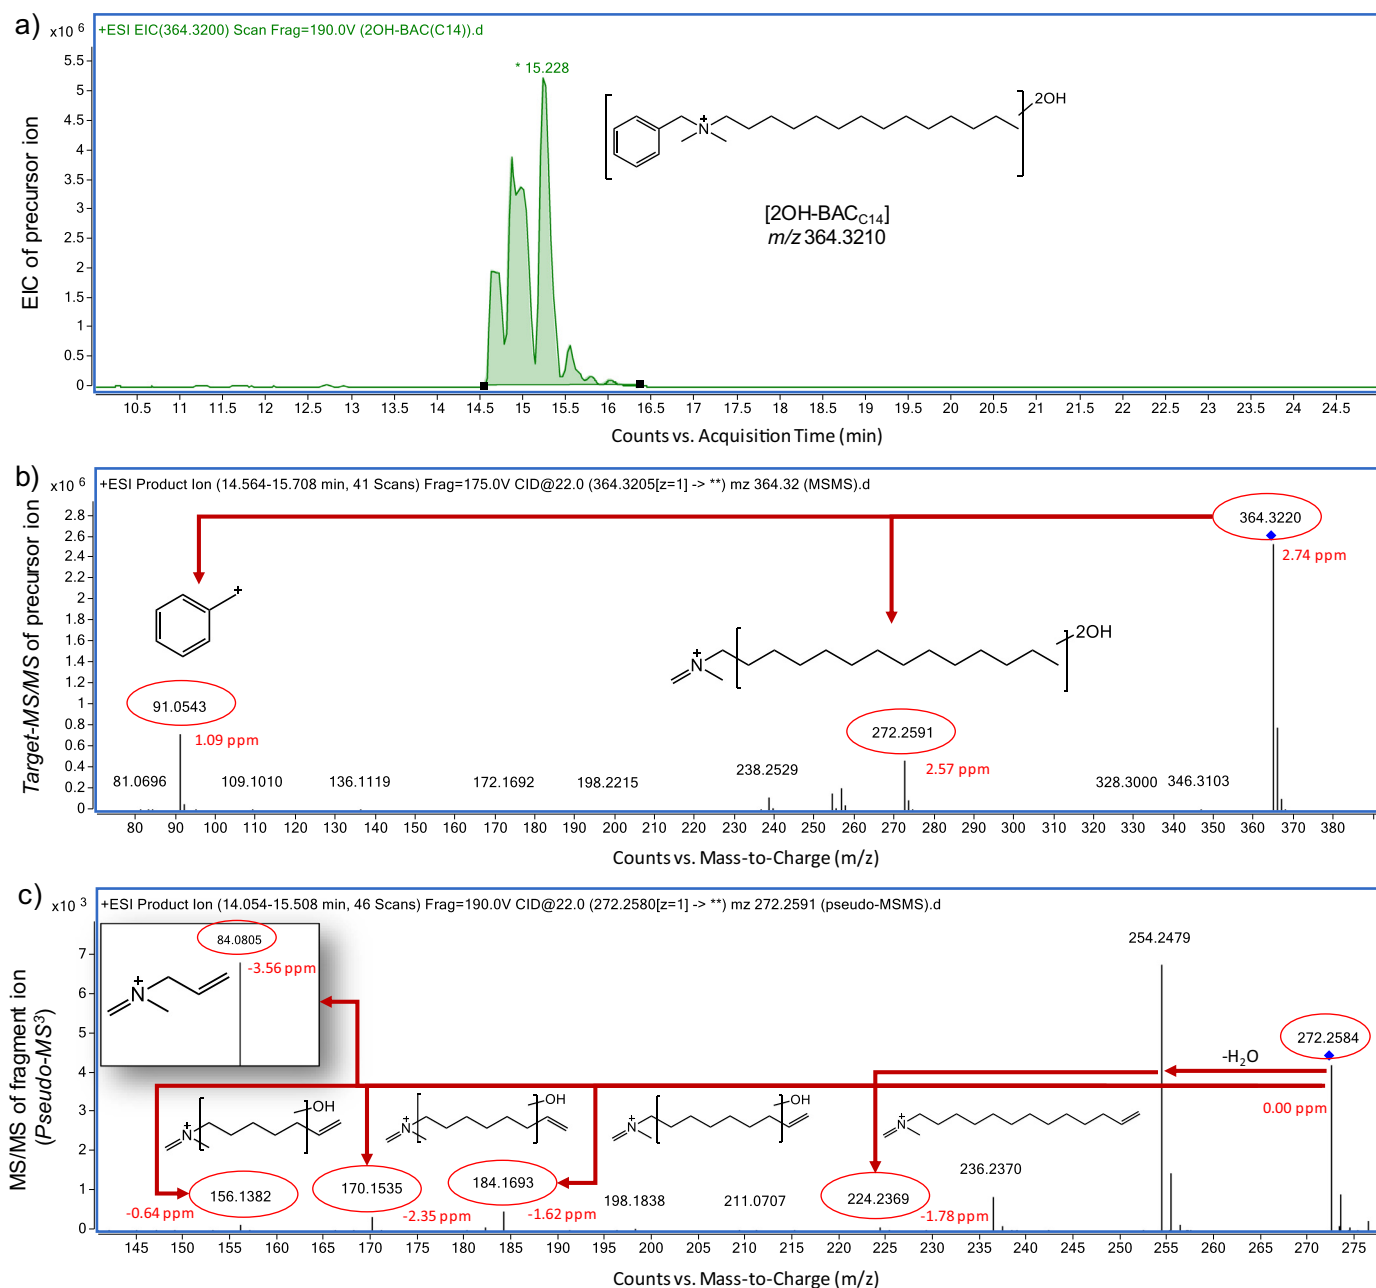 a)
x10 6
+ESI EIC(364.3200) Scan Frag=190.0V (2OH-BAC(C14)).d
EIC of precursor ion
5.5
5
4.5
4
3.5
3
2.5
2
1.5
1
0.5
0
* 15.228
N+
2OH
[2OH-BACC14]
m/z 364.3210
10.5 11 11.5 12 12.5 13 13.5 14 14.5 15 15.5 16 16.5 17 17.5 18 18.5 19 19.5 20 20.5 21 21.5 22 22.5 23 23.5 24 24.5
Counts vs. Acquisition Time (min)
b)
x10 6
+ESI Product Ion (14.564-15.708 min, 41 Scans) Frag=175.0V CID@22.0 (364.3205[z=1] -> **) mz 364.32 (MSMS).d
Target-MS/MS of precursor ion
2.8
2.6
2.4
2.2
2
1.8
1.6
1.4
1.2
1
0.8
0.6
0.4
0.2
0
364.3220
2.74 ppm
+
N+
2OH
91.0543
1.09 ppm
272.2591
2.57 ppm
81.0696 109.1010 136.1119 172.1692 198.2215 238.2529 328.3000 346.3103
80 90 100 110 120 130 140 150 160 170 180 190 200 210 220 230 240 250 260 270 280 290 300 310 320 330 340 350 360 370 380
Counts vs. Mass-to-Charge (m/z)
c)
x10 3
+ESI Product Ion (14.054-15.508 min, 46 Scans) Frag=190.0V CID@22.0 (272.2580[z=1] -> **) mz 272.2591 (pseudo-MSMS).d
MS/MS of fragment ion
(Pseudo-MS3)
7
6
5
4
3
2
1
0
84.0805
-3.56 ppm
N+
254.2479
272.2584
-H2O
0.00 ppm
N+
OH
N+
OH
N+
OH
N+
156.1382
-0.64 ppm
170.1535
-2.35 ppm
184.1693
-1.62 ppm
198.1838
211.0707
224.2369
-1.78 ppm
236.2370
145 150 155 160 165 170 175 180 185 190 195 200 205 210 215 220 225 230 235 240 245 250 255 260 265 270 275
Counts vs. Mass-to-Charge (m/z)